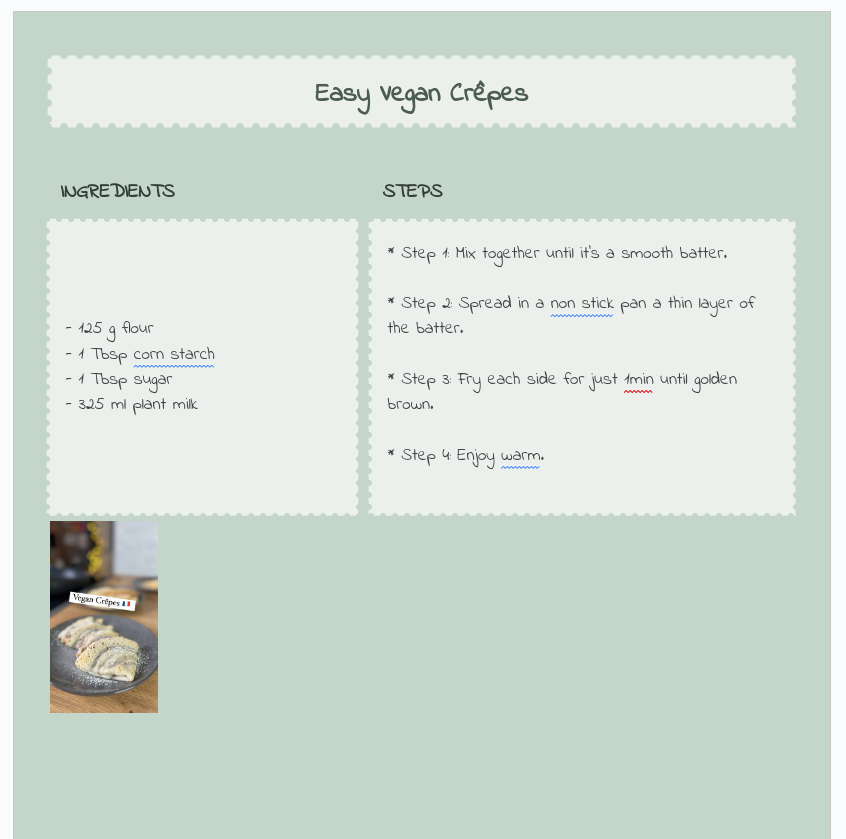 Easy Vegan Crêpes
INGREDIENTS
- 125 g flour
- 1 Tbsp corn starch
- 1 Tbsp sugar
- 325 ml plant milk
STEPS
* Step 1: Mix together until it's a smooth batter.
* Step 2: Spread in a non stick pan a thin layer of
the batter.
* Step 3: Fry each side for just 1min until golden
brown.
* Step 4: Enjoy warm.
Vegan Crêpes 🇫🇷